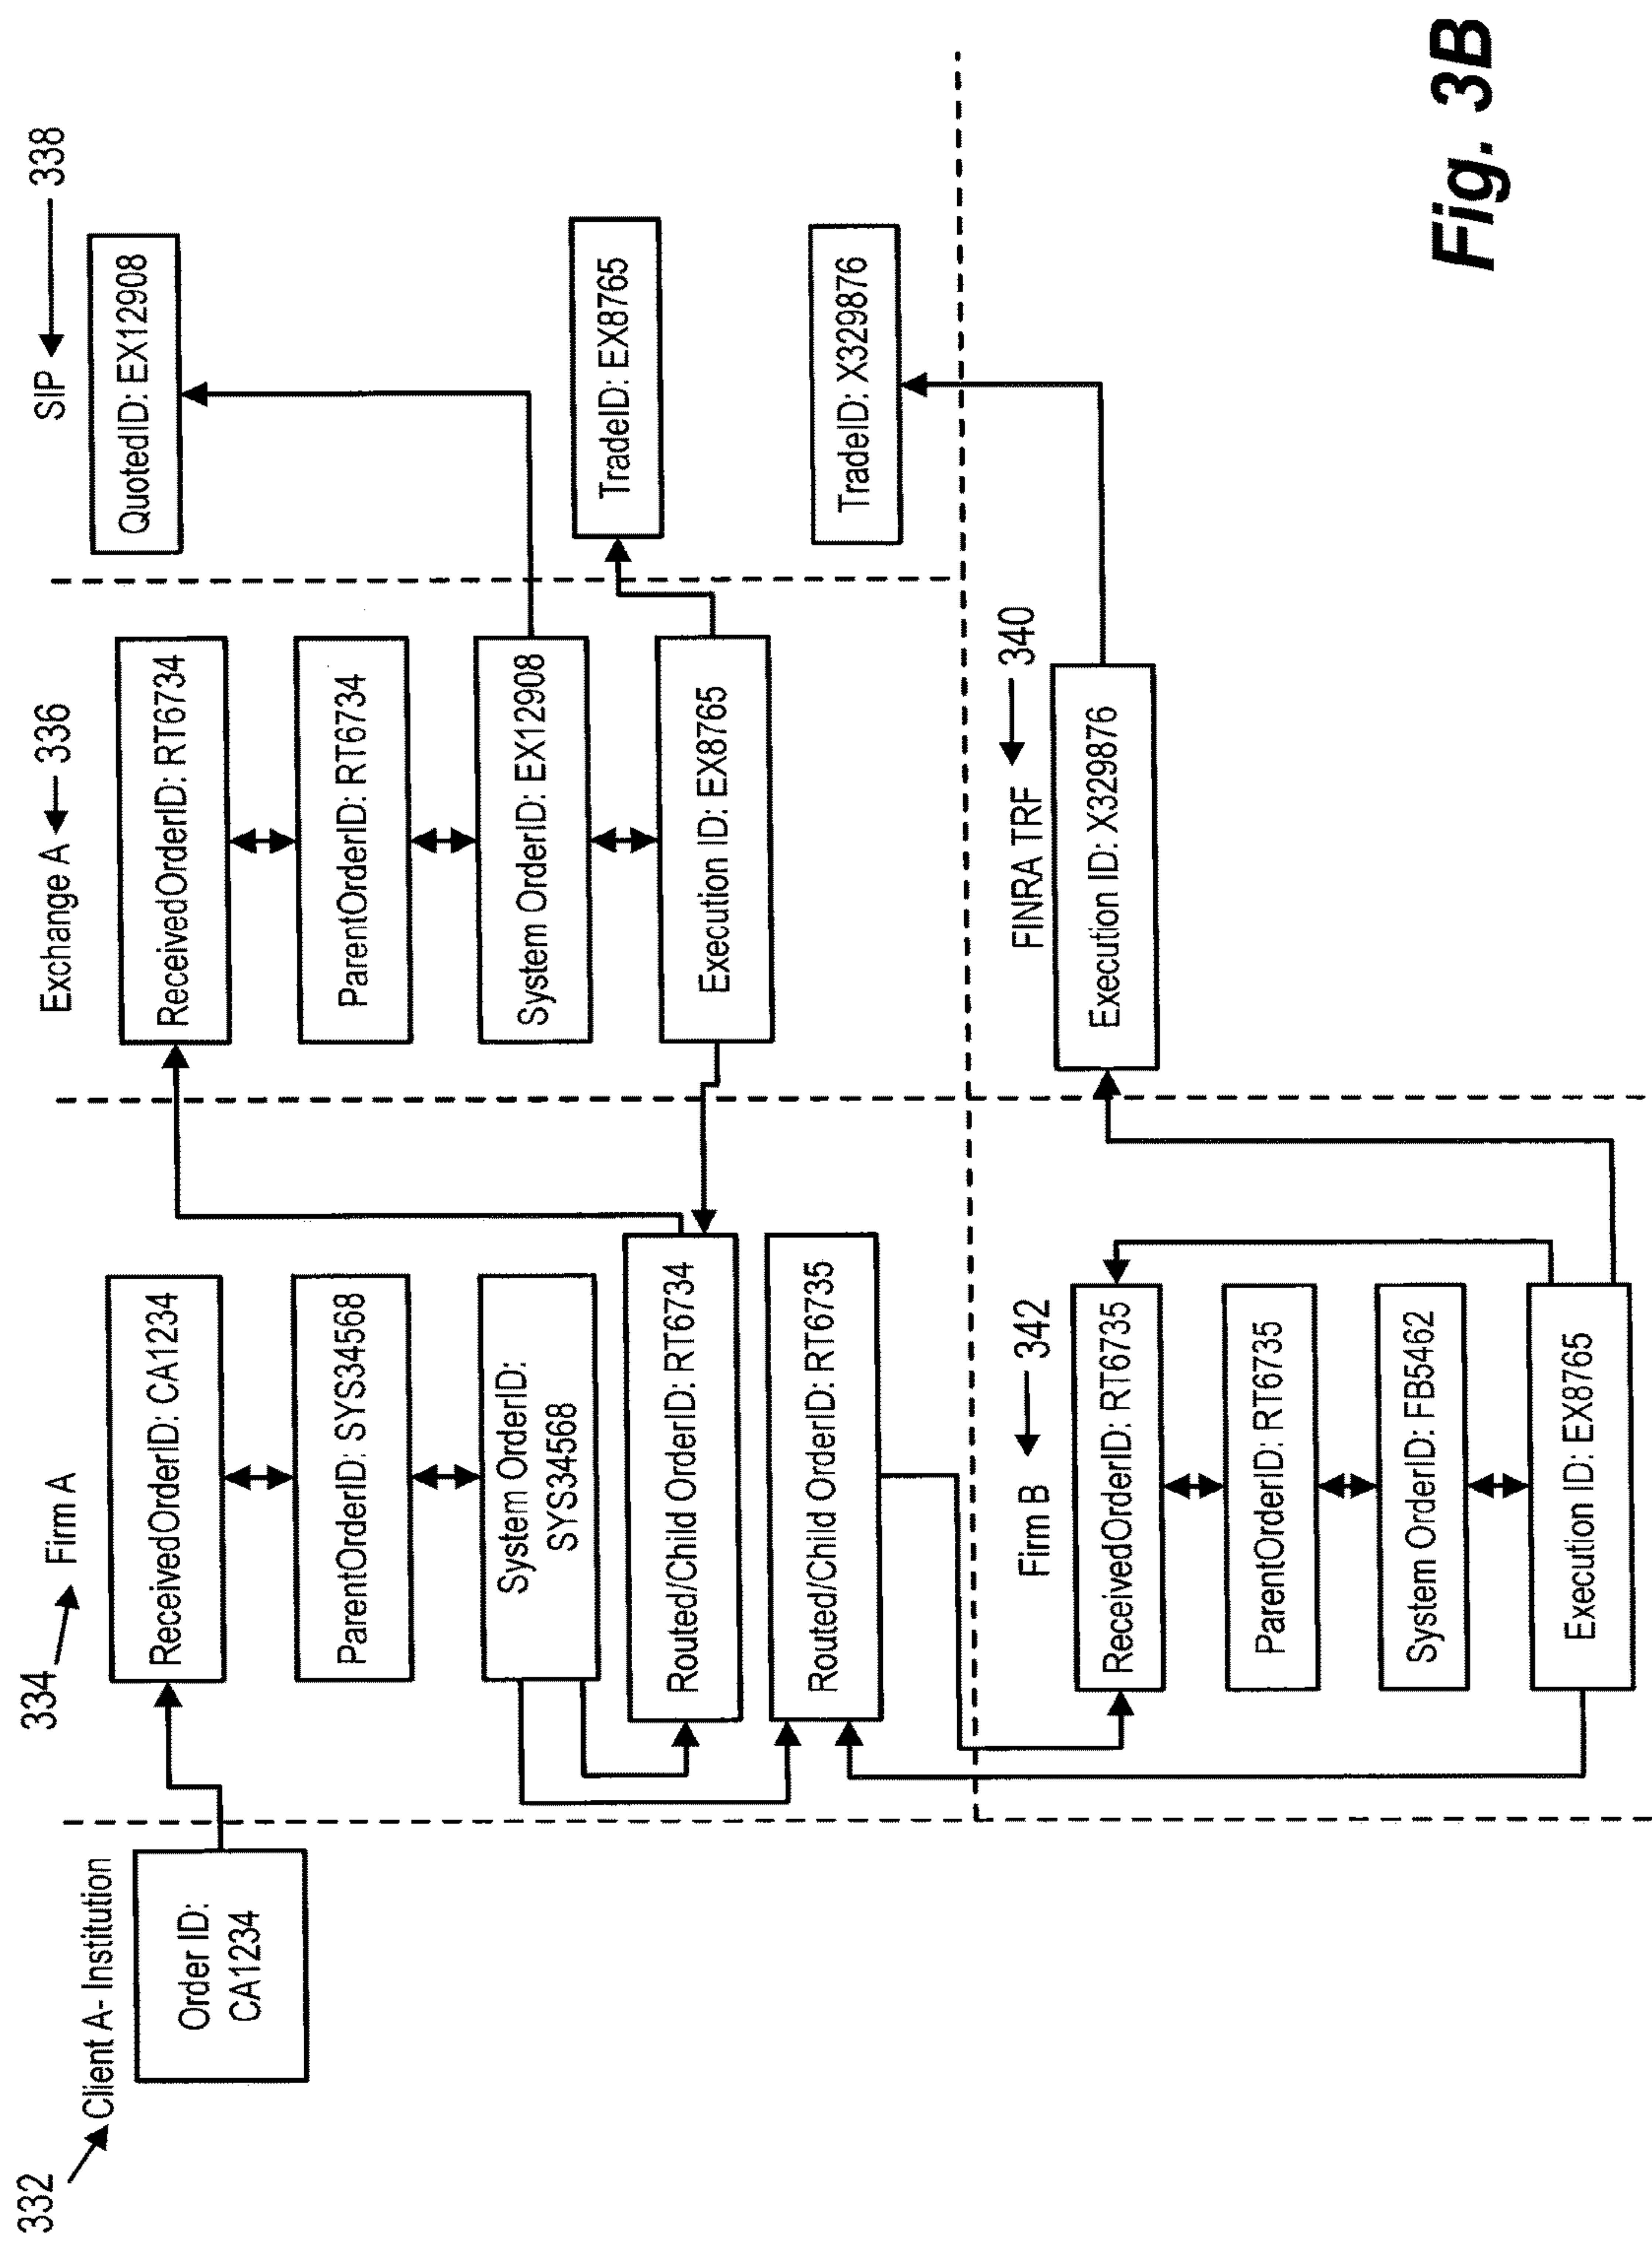 332
Client A- Institution
Order ID:
CA1234
334
Firm A
ReceivedOrderID: CA1234
ParentOrderID: SYS34568
System OrderID:
SYS34568
Routed/Child OrderID: RT6734
Routed/Child OrderID: RT6735
Exchange A
336
ReceivedOrderID: RT6734
ParentOrderID: RT6734
System OrderID: EX12908
Execution ID: EX8765
SIP
338
QuotedID: EX12908
TradeID: EX8765
TradeID: X329876
Firm B
342
ReceivedOrderID: RT6735
ParentOrderID: RT6735
System OrderID: FB5462
Execution ID: EX8765
FINRA TRF
340
Execution ID: X329876
Fig. 3B